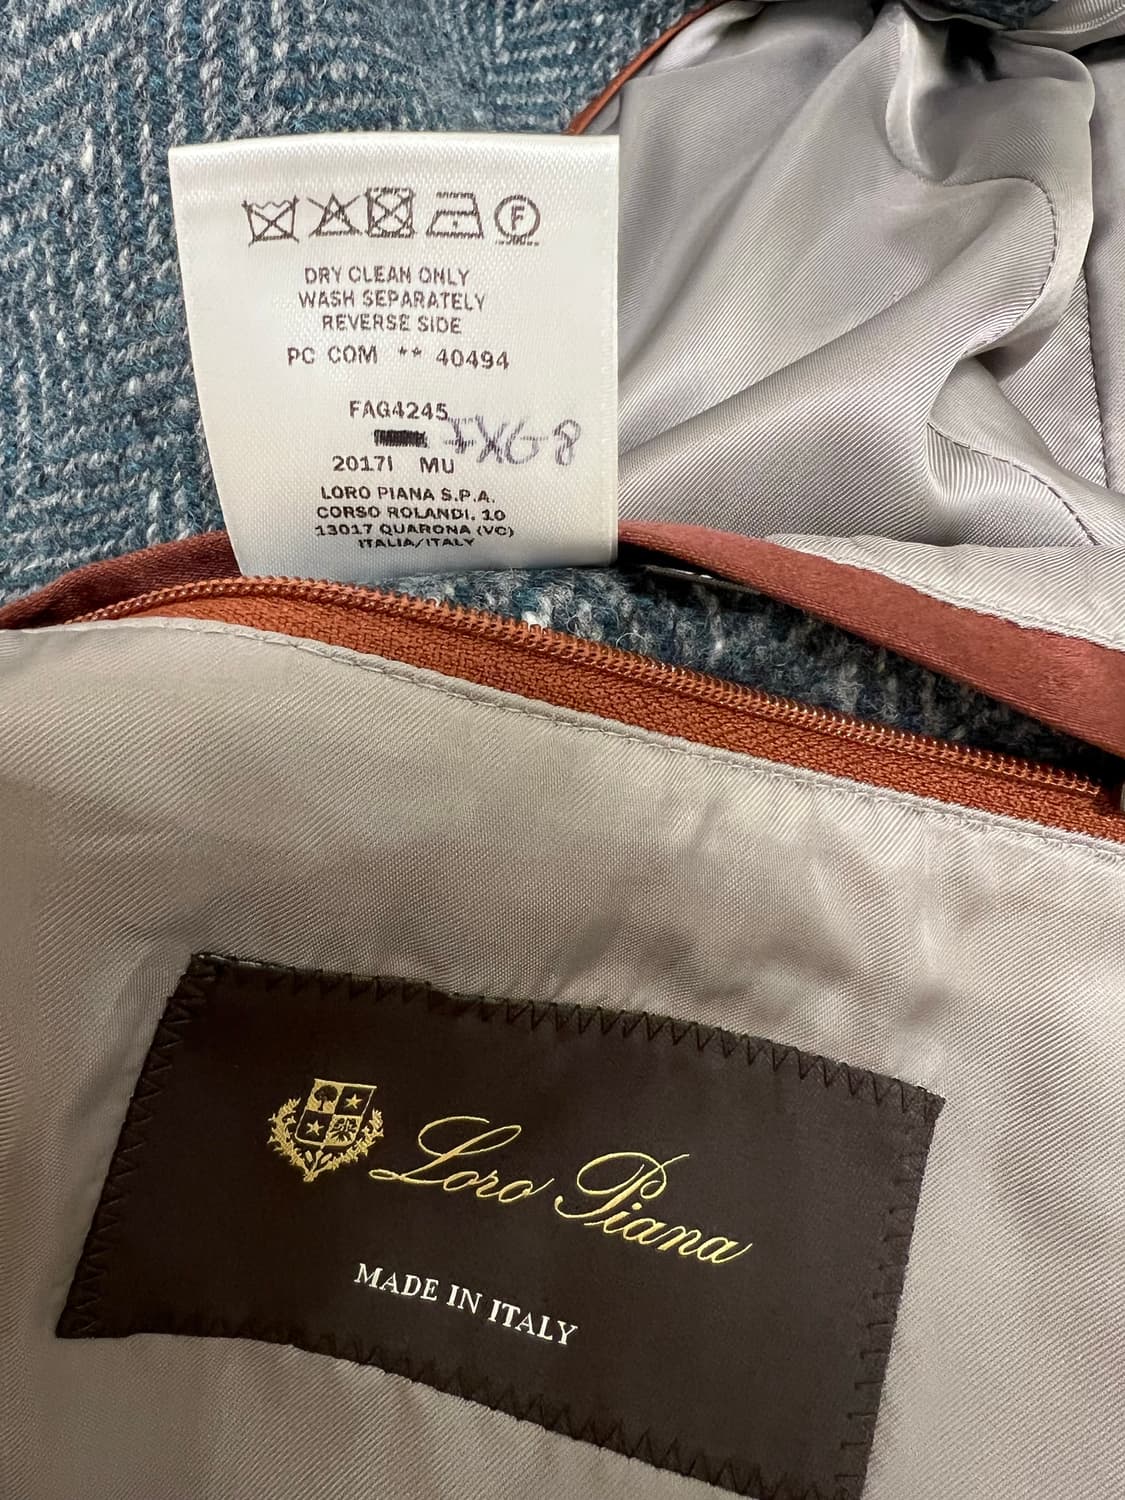 F
DRY CLEAN ONLY
WASH SEPARATELY
REVERSE SIDE
PC COM ** 40494
FAG4245
2017I MU
LORO PIANA S.P.A.
CORSO ROLANDI, 10
13017 QUARONA (VC)
ITALIA/ITALY
Loro Piana
MADE IN ITALY